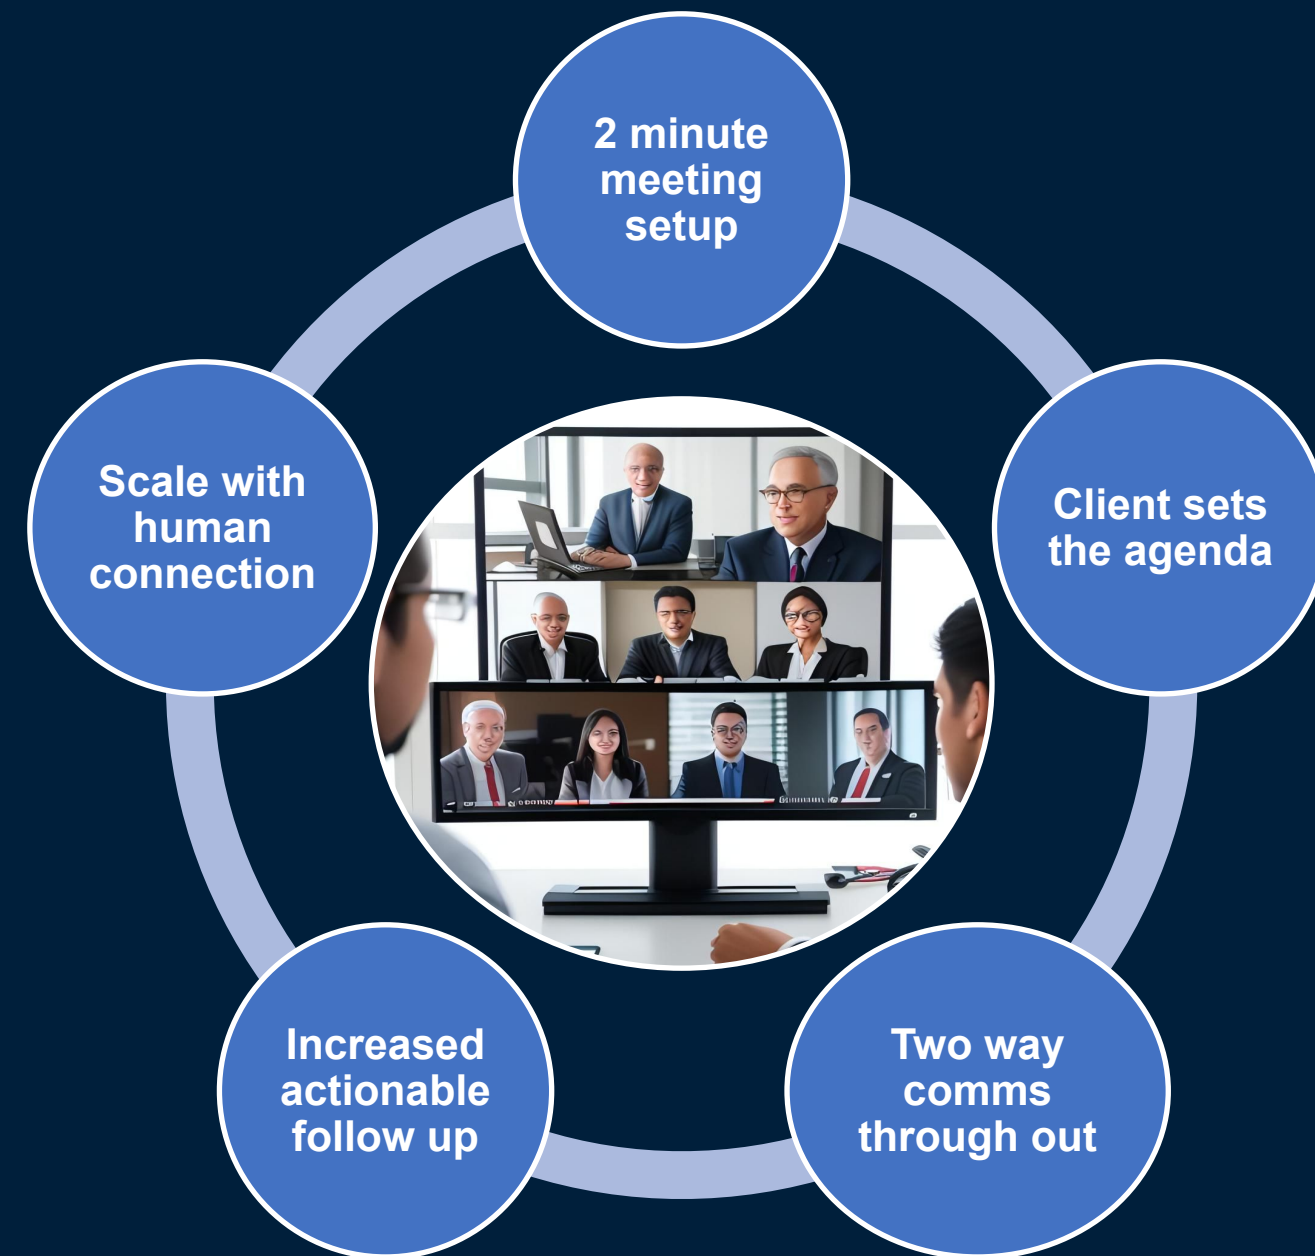 2 minute
meeting
setup
Client sets
the agenda
Two way
comms
through out
Increased
actionable
follow up
Scale with
human
connection